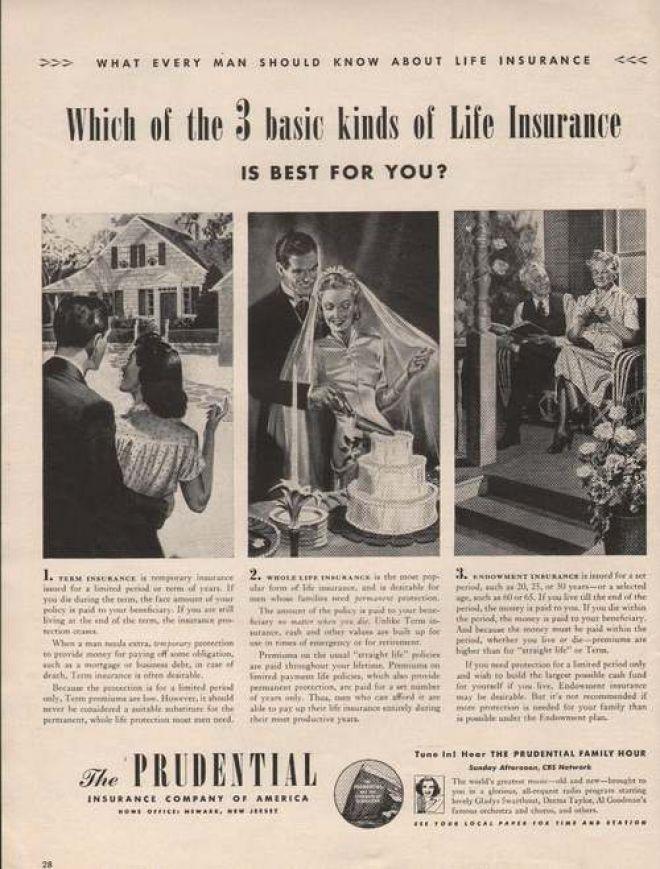 >>> WHAT EVERY MAN SHOULD KNOW ABOUT LIFE INSURANCE <<<
Which of the 3 basic kinds of Life Insurance
IS BEST FOR YOU?
1. TERM INSURANCE is temporary insurance
issued for a limited period or term of years. If
you die during the term, the face amount of your
policy is paid to your beneficiary. If you are still
living at the end of the term, the insurance pro-
tection ceases.
When a man needs extra, temporary protection
to provide money for paying off some obligation,
such as a mortgage or business debt, in case of
death, Term insurance is often desirable.
Because the protection is for a limited period
only, Term premiums are low. However, it should
never be considered a suitable substitute for the
permanent, whole life protection most men need.
2. WHOLE LIFE INSURANCE is the most pop-
ular form of life insurance, and is desirable for
men whose families need permanent protection.
The amount of the policy is paid to your bene-
ficiary no matter when you die. Unlike Term in-
surance, cash and other values are built up for
use in times of emergency or for retirement.
Premiums on the usual "straight life" policies
are paid throughout your lifetime. Premiums on
limited payment life policies, which also provide
permanent protection, are paid for a set number
of years only. Thus, men who can afford it are
able to pay up their life insurance entirely during
their most productive years.
3. ENDOWMENT INSURANCE is issued for a set
period, such as 20, 25, or 30 years—or a selected
age, such as 60 or 65. If you live till the end of the
period, the money is paid to you. If you die within
the period, the money is paid to your beneficiary.
And because the money must be paid within the
period, whether you live or die—premiums are
higher than for "straight life" or Term.
If you need protection for a limited period only
and wish to build the largest possible cash fund
for yourself if you live, Endowment insurance
may be desirable. But it's not recommended if
more protection is needed for your family than
is possible under the Endowment plan.
The PRUDENTIAL
INSURANCE COMPANY OF AMERICA
HOME OFFICE: NEWARK, NEW JERSEY
Tune In! Hear THE PRUDENTIAL FAMILY HOUR
Sunday Afternoon, CBS Network
The world's greatest music—old and new—brought to
you in a glorious, all-request radio program starring
lovely Gladys Swarthout, Deems Taylor, Al Goodman's
famous orchestra and chorus, and others.
SEE YOUR LOCAL PAPER FOR TIME AND STATION
28